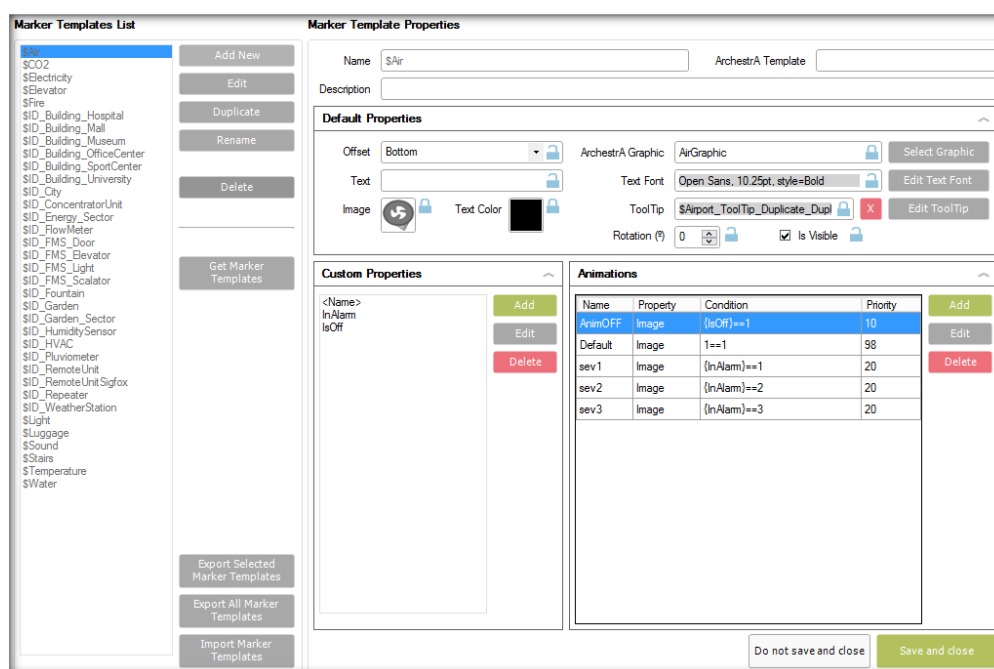 Marker Templates List
$Air
$CO2
$Electricity
$Elevator
$Fire
$ID_Building_Hospital
$ID_Building_Mall
$ID_Building_Museum
$ID_Building_OfficeCenter
$ID_Building_SportCenter
$ID_Building_University
$ID_City
$ID_ConcentratorUnit
$ID_Energy_Sector
$ID_FlowMeter
$ID_FMS_Door
$ID_FMS_Elevator
$ID_FMS_Light
$ID_FMS_Scalator
$ID_Fountain
$ID_Garden
$ID_Garden_Sector
$ID_HumiditySensor
$ID_HVAC
$ID_Pluviometer
$ID_RemoteUnit
$ID_RemoteUnitSigfox
$ID_Repeater
$ID_WeatherStation
$Light
$Luggage
$Sound
$Stairs
$Temperature
$Water
Add New
Edit
Duplicate
Rename
Delete
Get Marker
Templates
Export Selected
Marker Templates
Export All Marker
Templates
Import Marker
Templates
Marker Template Properties
Name $Air ArchestrA Template
Description
Default Properties
Offset Bottom ArchestrA Graphic AirGraphic Select Graphic
Text Text Font Open Sans, 10.25pt, style=Bold Edit Text Font
Image Text Color ToolTip $Airport_ToolTip_Duplicate_Dupl X Edit ToolTip
Rotation (º) 0 Is Visible
Custom Properties
<Name>
InAlarm
IsOff
Add
Edit
Delete
Animations
Name Property Condition Priority
AnimOFF Image {IsOff}==1 10
Default Image 1==1 98
sev1 Image {InAlarm}==1 20
sev2 Image {InAlarm}==2 20
sev3 Image {InAlarm}==3 20
Add
Edit
Delete
Do not save and close
Save and close